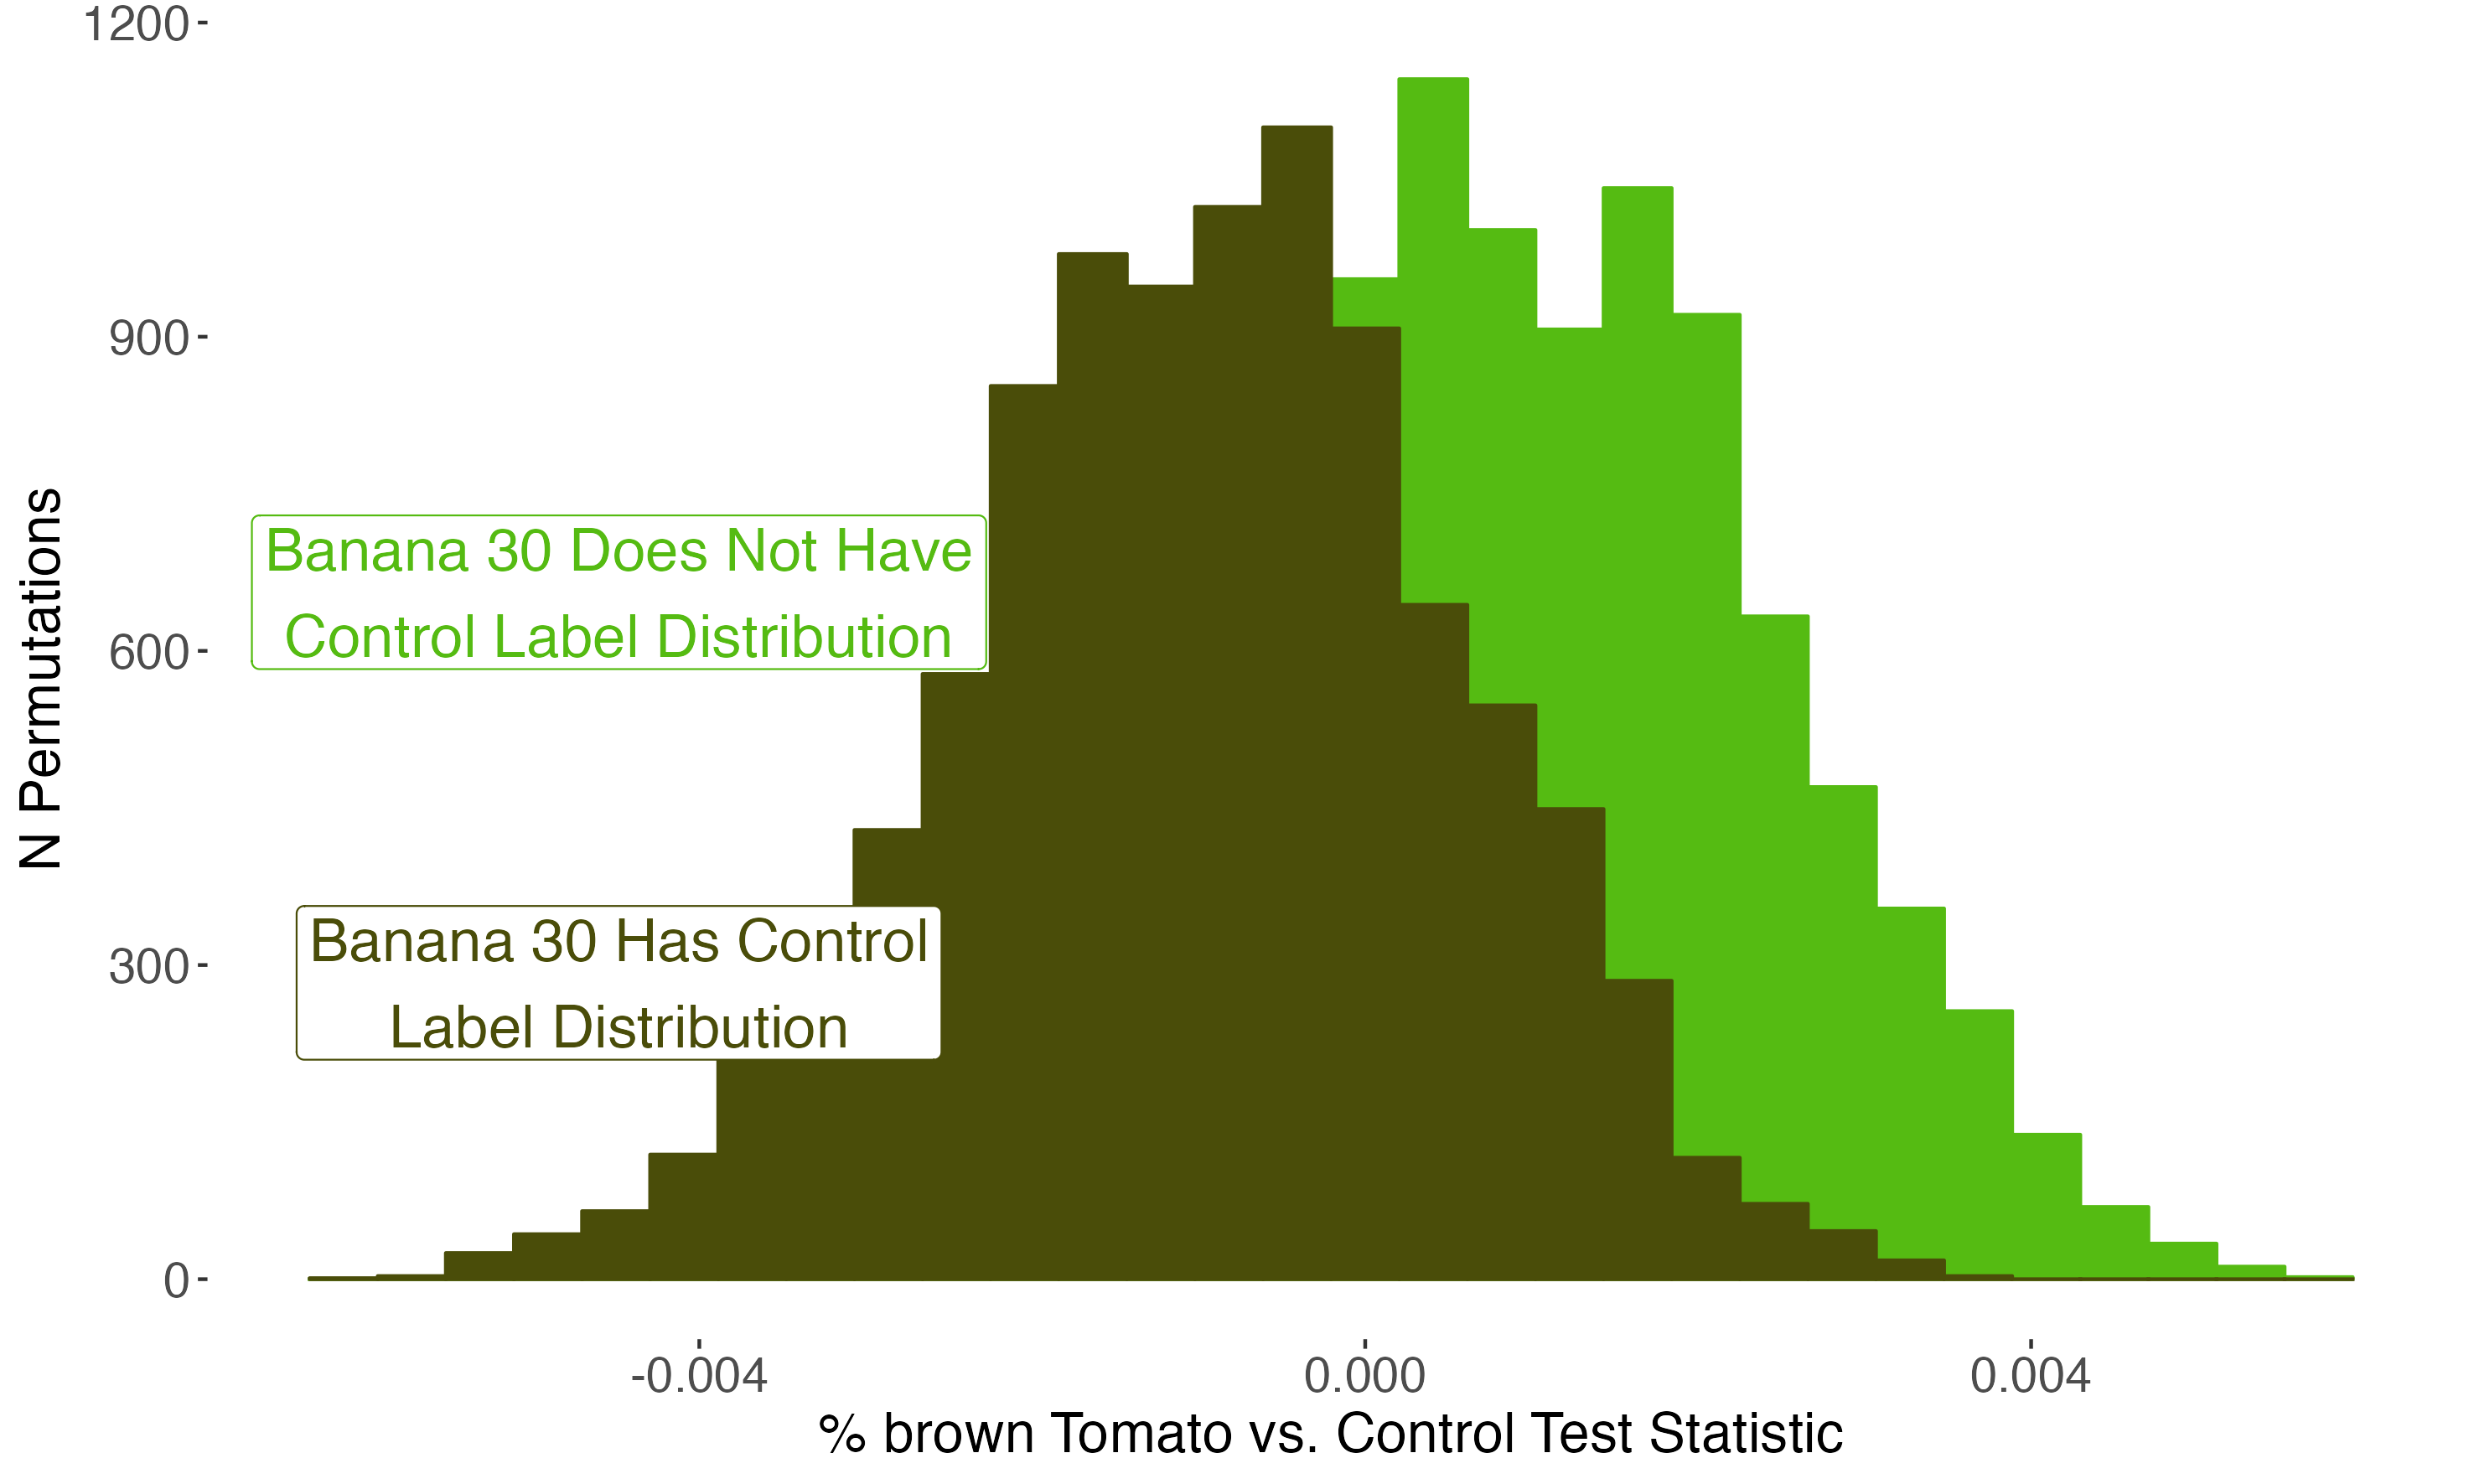 1200
900
600
300
0
N Permutations
Banana 30 Does Not Have
Control Label Distribution
Banana 30 Has Control
Label Distribution
-0.004
0.000
0.004
% brown Tomato vs. Control Test Statistic